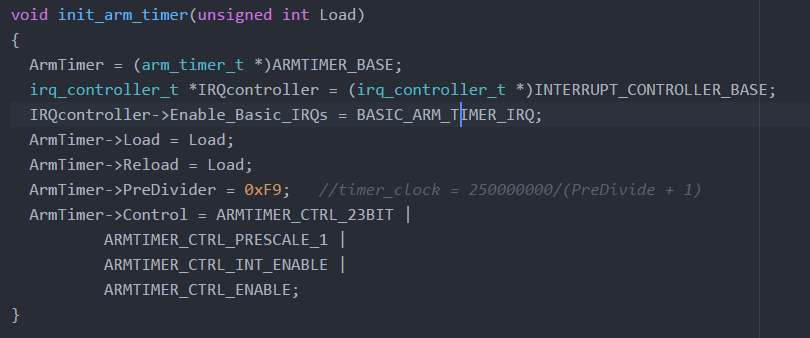 void init_arm_timer(unsigned int Load)
{
  ArmTimer = (arm_timer_t *)ARMTIMER_BASE;
  irq_controller_t *IRQcontroller = (irq_controller_t *)INTERRUPT_CONTROLLER_BASE;
  IRQcontroller->Enable_Basic_IRQs = BASIC_ARM_TIMER_IRQ;
  ArmTimer->Load = Load;
  ArmTimer->Reload = Load;
  ArmTimer->PreDivider = 0xF9;   //timer_clock = 250000000/(PreDivide + 1)
  ArmTimer->Control = ARMTIMER_CTRL_23BIT |
          ARMTIMER_CTRL_PRESCALE_1 |
          ARMTIMER_CTRL_INT_ENABLE |
          ARMTIMER_CTRL_ENABLE;
}